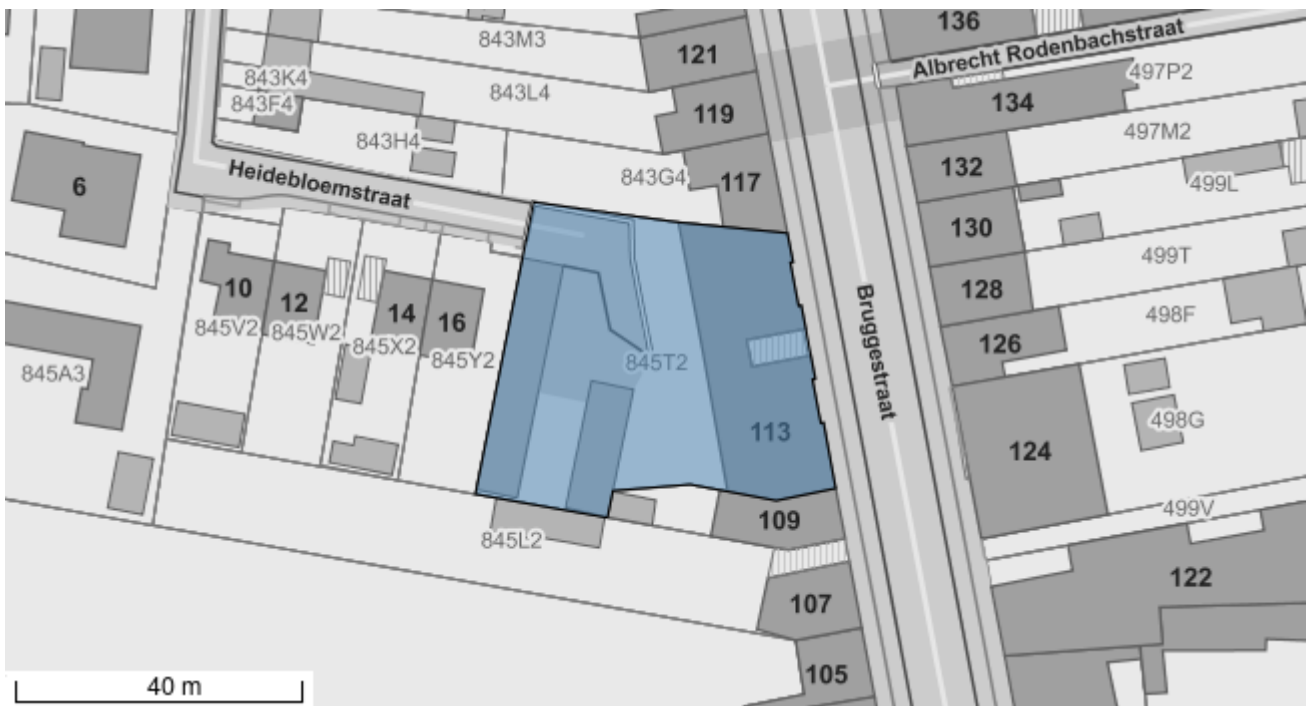 136
Albrecht Rodenbachstraat
843M3
121
843K4
843L4
497P2
843F4
134
119
497M2
843H4
132
Heidebloemstraat
843G4
117
499L
6
130
499T
10
12
128
Bruggestraat
14
16
498F
845V2
845W2
845X2
845Y2
845T2
126
845A3
498G
113
124
499V
109
845L2
122
107
105
40 m